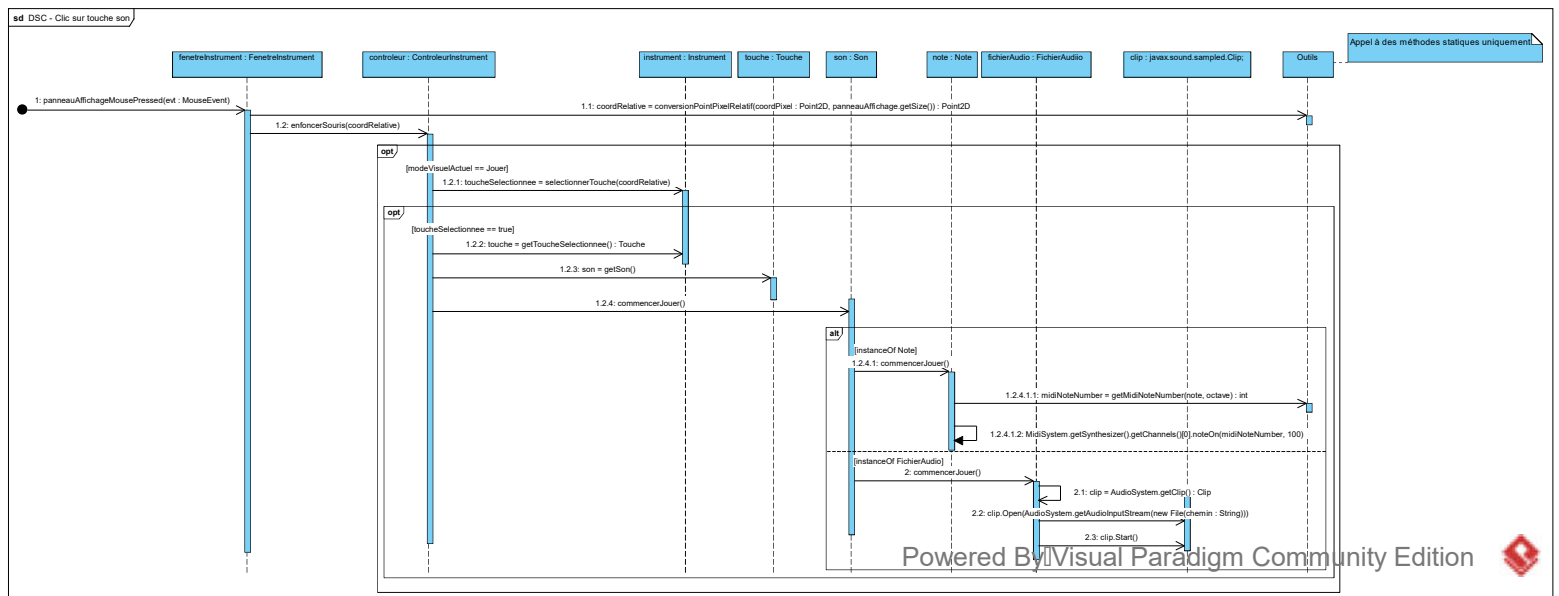 sd DSC - Clic sur touche son
Appel à des méthodes statiques uniquement
fenetreInstrument : FenetreInstrument
controleur : ControleurInstrument
instrument : Instrument
touche : Touche
son : Son
note : Note
fichierAudio : FichierAudiio
clip : javax.sound.sampled.Clip;
Outils
1: panneauAffichageMousePressed(evt : MouseEvent)
1.1: coordRelative = conversionPointPixelRelatif(coordPixel : Point2D, panneauAffichage.getSize()) : Point2D
1.2: enfoncerSouris(coordRelative)
opt
[modeVisuelActuel == Jouer]
1.2.1: toucheSelectionnee = selectionnerTouche(coordRelative)
opt
[toucheSelectionnee == true]
1.2.2: touche = getToucheSelectionnee() : Touche
1.2.3: son = getSon()
1.2.4: commencerJouer()
alt
[instanceOf Note]
1.2.4.1: commencerJouer()
1.2.4.1.1: midiNoteNumber = getMidiNoteNumber(note, octave) : int
1.2.4.1.2: MidiSystem.getSynthesizer().getChannels()[0].noteOn(midiNoteNumber, 100)
[instanceOf FichierAudio]
2: commencerJouer()
2.1: clip = AudioSystem.getClip() : Clip
2.2: clip.Open(AudioSystem.getAudioInputStream(new File(chemin : String)))
2.3: clip.Start()
Powered By Visual Paradigm Community Edition